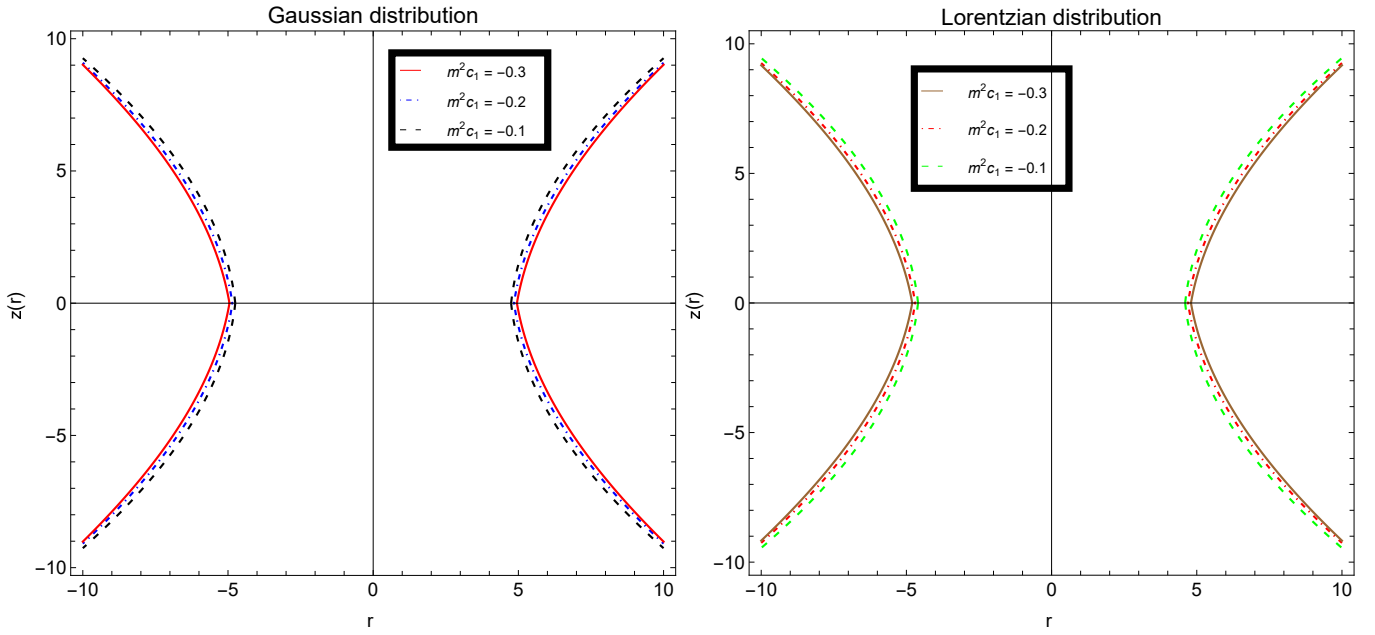 Gaussian distribution
m²c₁ = −0.3
m²c₁ = −0.2
m²c₁ = −0.1
10
5
0
−5
−10
z(r)
−10
−5
0
5
10
r
Lorentzian distribution
m²c₁ = −0.3
m²c₁ = −0.2
m²c₁ = −0.1
10
5
0
−5
−10
z(r)
−10
−5
0
5
10
r